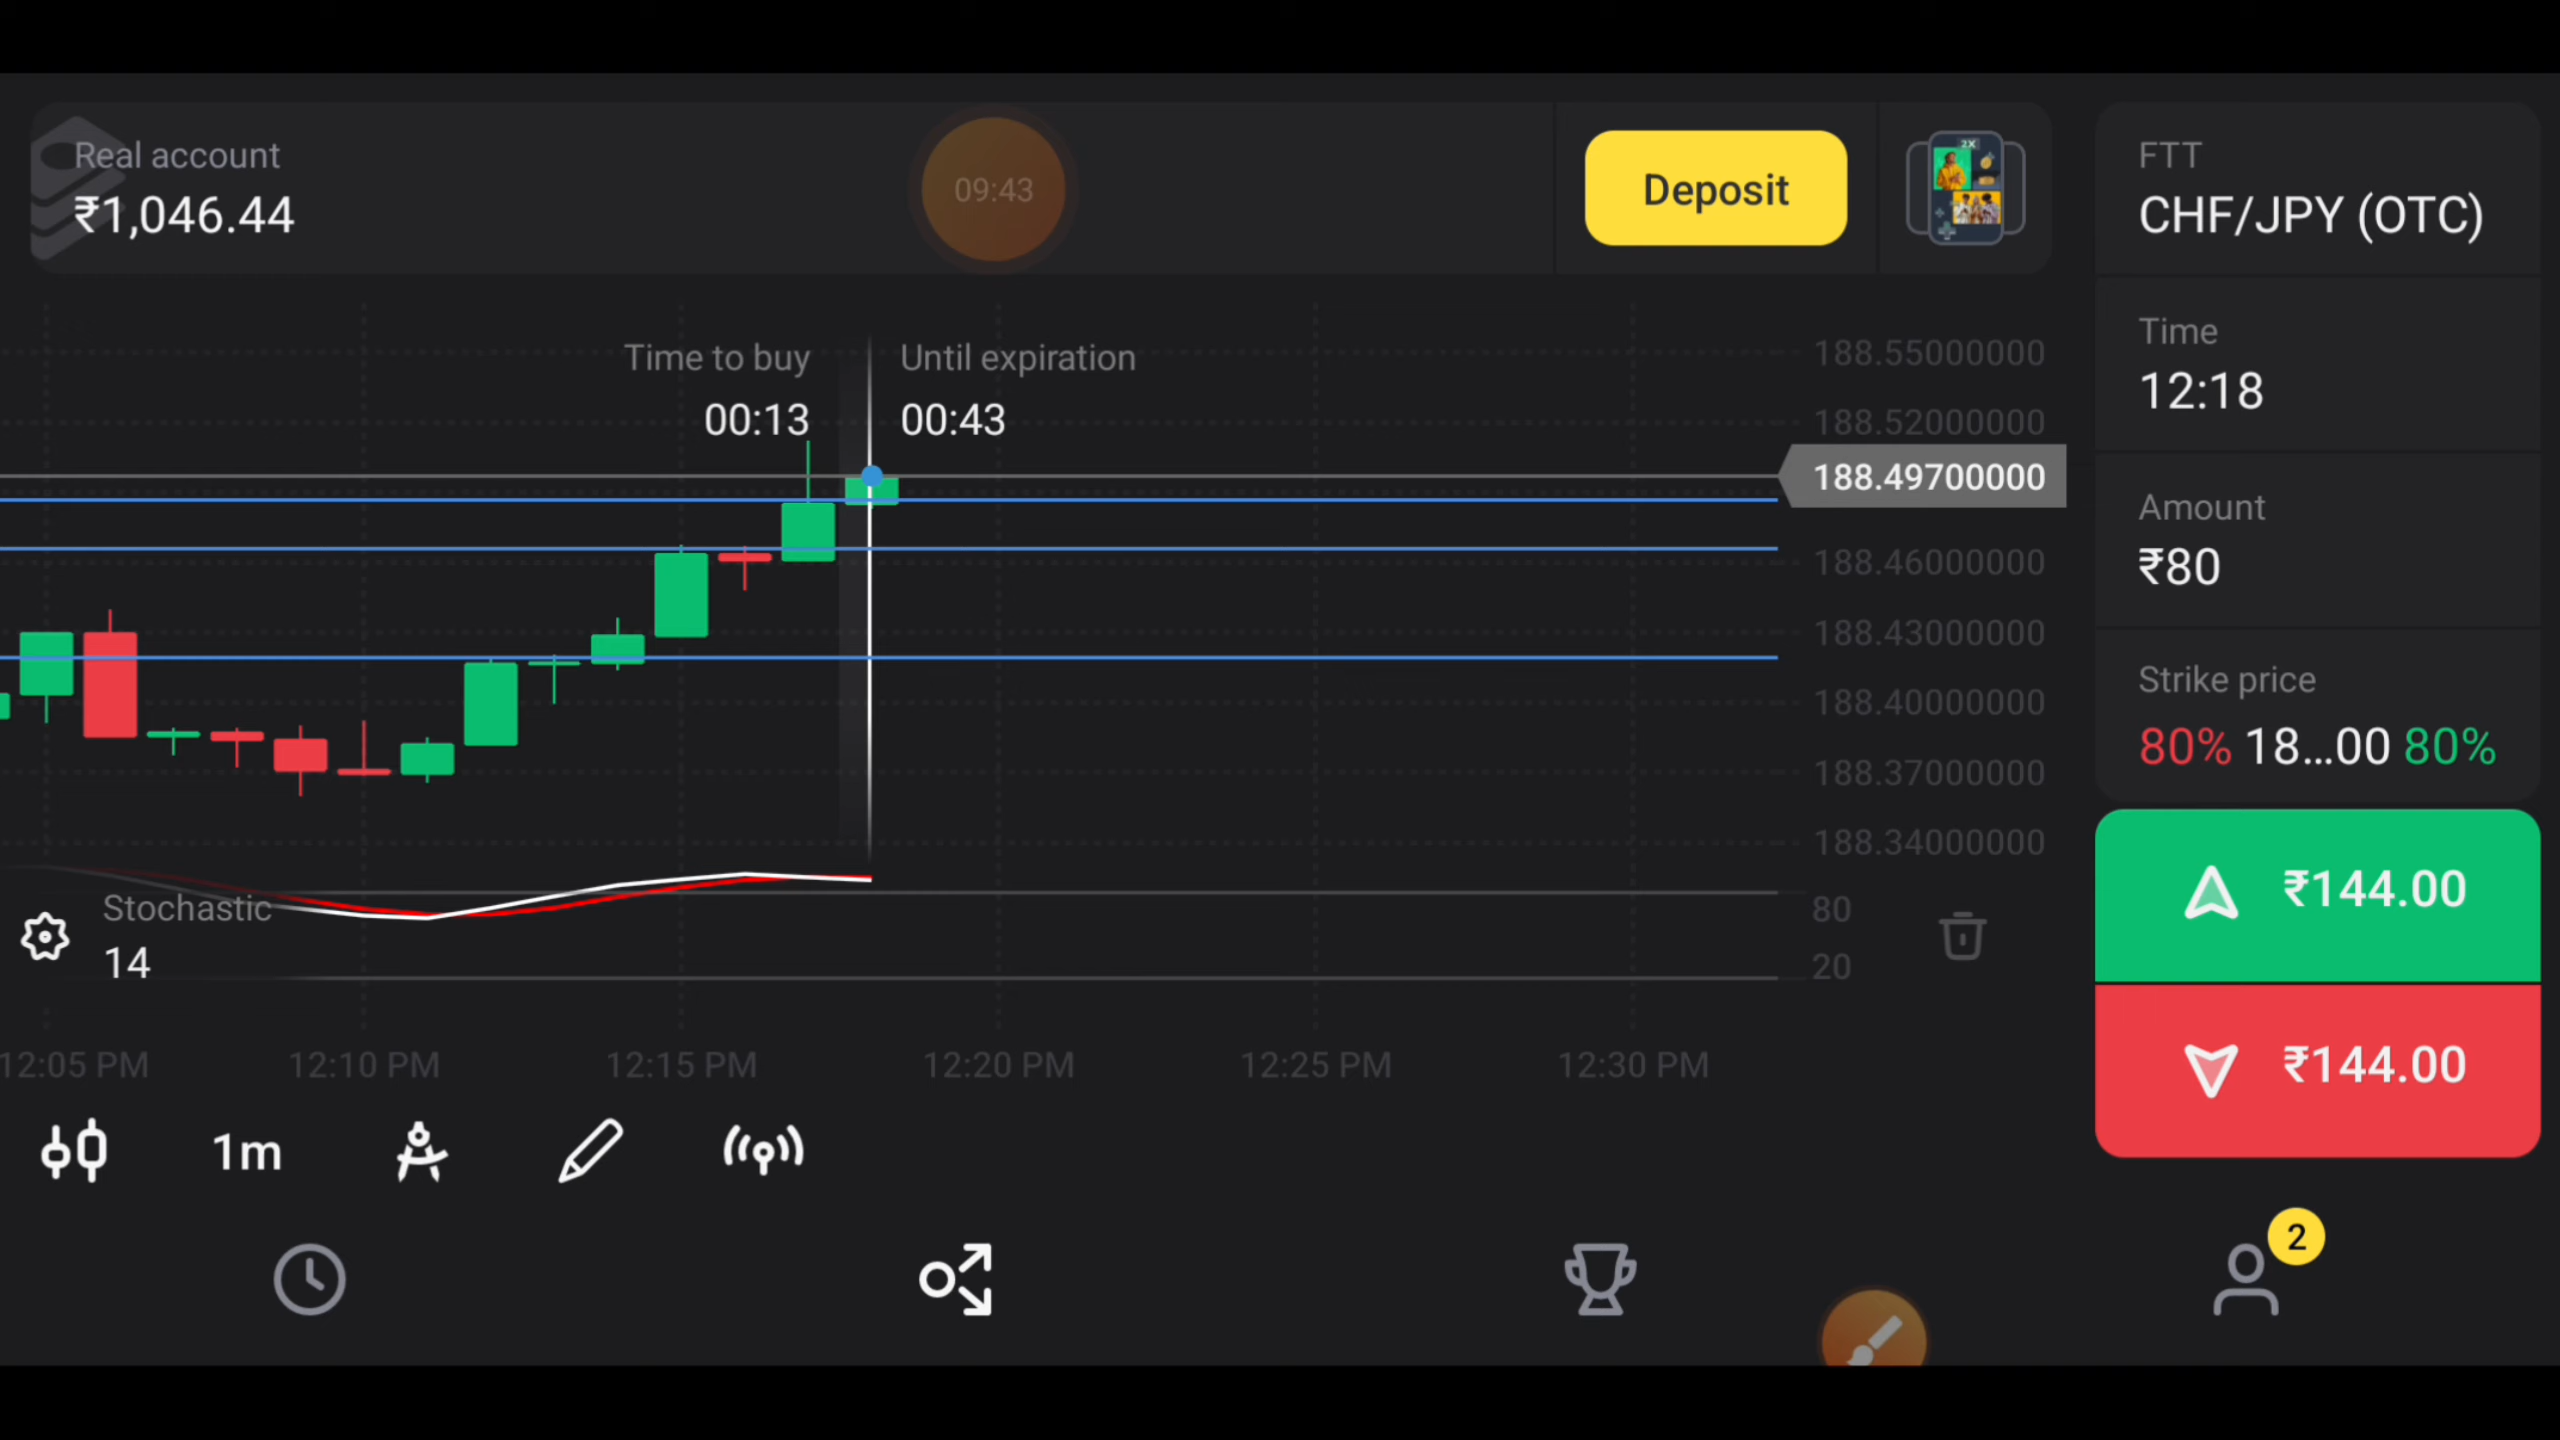 Real account
₹1,046.44
09:43
Deposit
2X
FTT
CHF/JPY (OTC)
Time
12:18
Amount
₹80
Strike price
80% 18...00 80%
₹144.00
₹144.00
Time to buy
00:13
Until expiration
00:43
188.55000000
188.52000000
188.49700000
188.46000000
188.43000000
188.40000000
188.37000000
188.34000000
Stochastic
14
80
20
12:05 PM
12:10 PM
12:15 PM
12:20 PM
12:25 PM
12:30 PM
1m
2